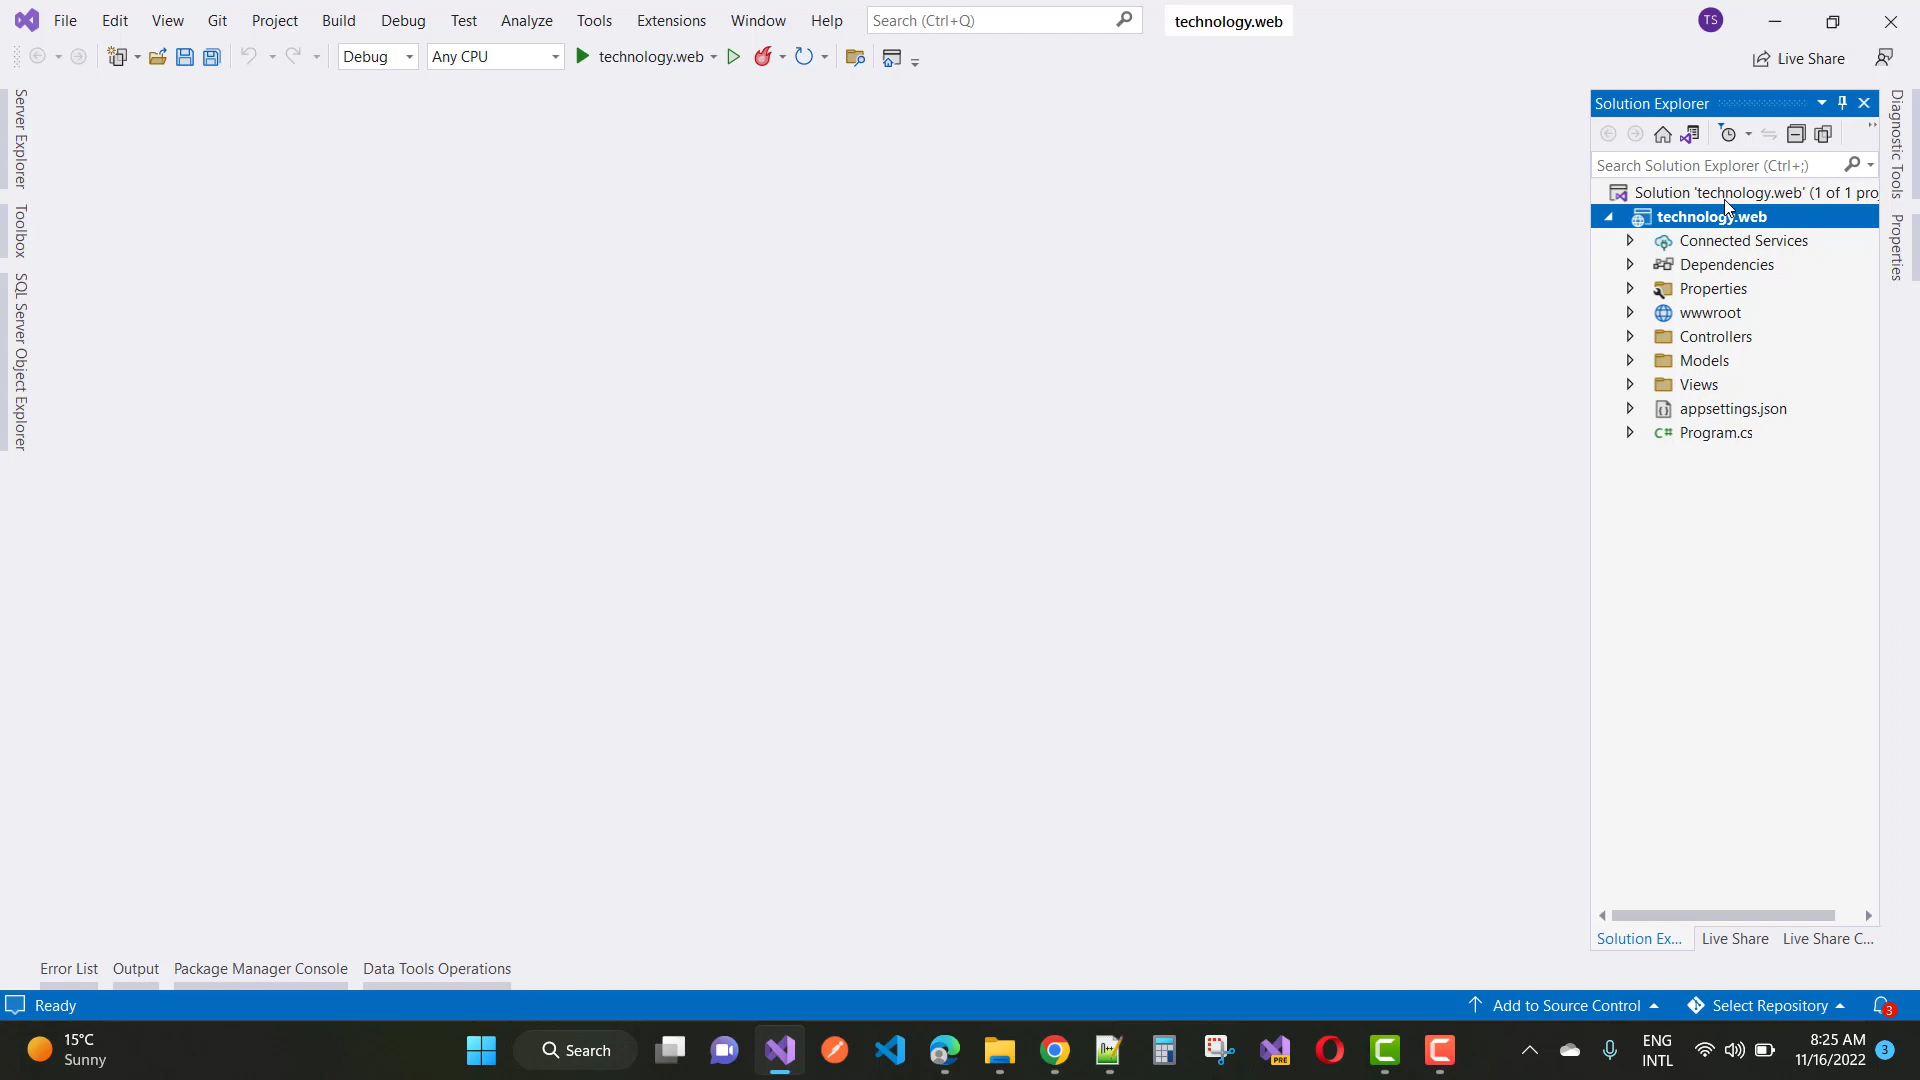 File Edit View Git Project Build Debug Test Analyze Tools Extensions Window Help Search (Ctrl+Q) technology.web TS
Debug Any CPU technology.web Live Share
Server Explorer
Toolbox
SQL Server Object Explorer
Solution Explorer
Search Solution Explorer (Ctrl+;)
Solution 'technology.web' (1 of 1 proj
technology.web
Connected Services
Dependencies
Properties
wwwroot
Controllers
Models
Views
appsettings.json
C# Program.cs
Solution Ex... Live Share Live Share C...
Diagnostic Tools
Properties
Error List Output Package Manager Console Data Tools Operations
Ready Add to Source Control Select Repository 3
15°C
Sunny
Search
PRE
ENG
INTL
8:25 AM
11/16/2022
3